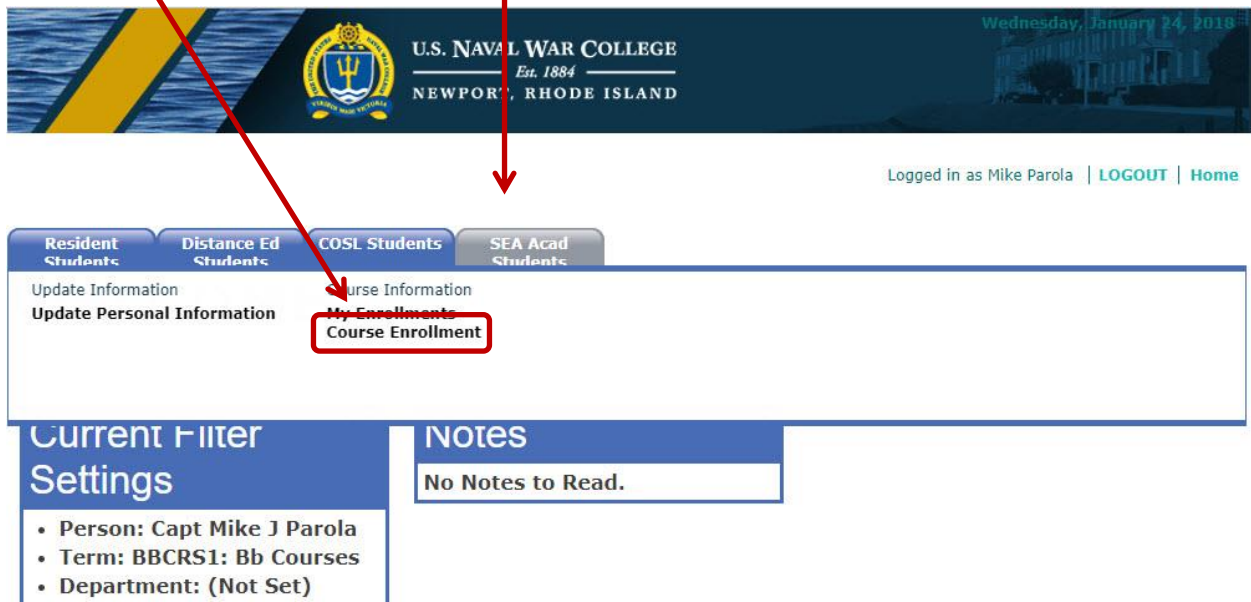 Wednesday, January 24, 2018
U.S. NAVAL WAR COLLEGE
Est. 1884
NEWPORT, RHODE ISLAND
Logged in as Mike Parola | LOGOUT | Home
Resident Students
Distance Ed Students
COSL Students
SEA Acad Students
Update Information
Update Personal Information
Course Information
My Enrollments
Course Enrollment
Current Filter
Settings
• Person: Capt Mike J Parola
• Term: BBCRS1: Bb Courses
• Department: (Not Set)
Notes
No Notes to Read.